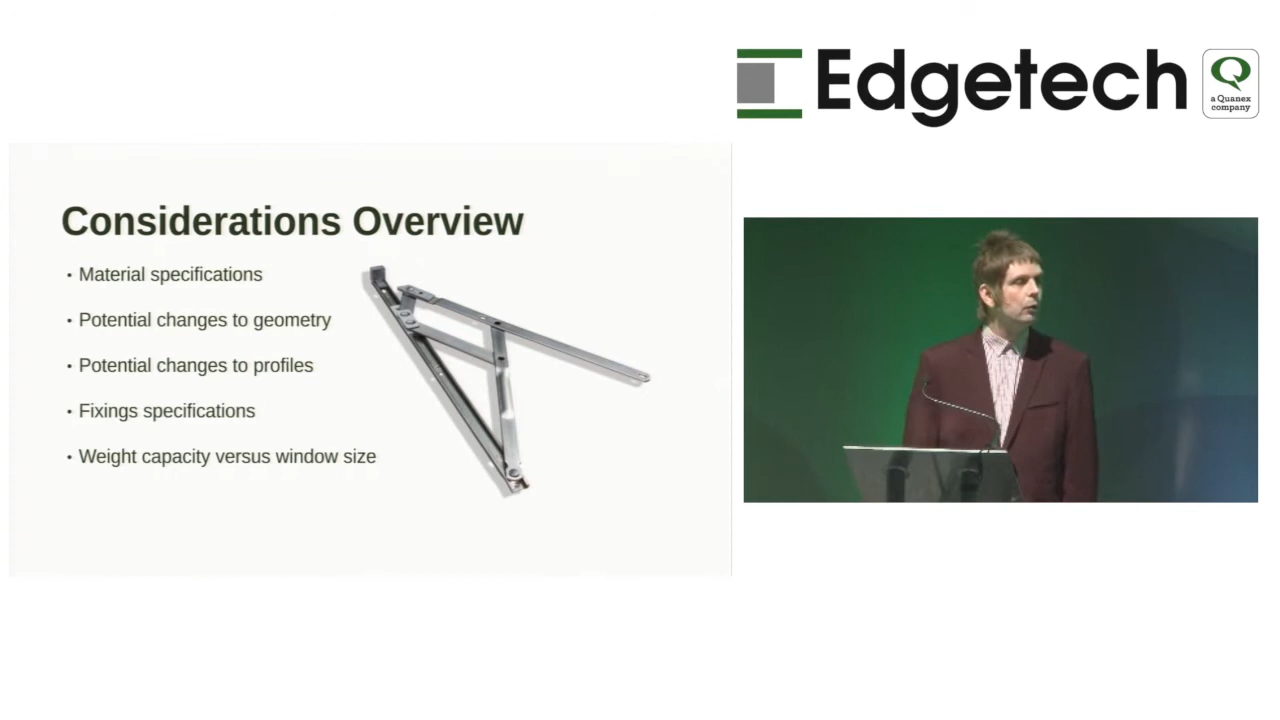 Edgetech
a Quanex
company
Considerations Overview
• Material specifications
• Potential changes to geometry
• Potential changes to profiles
• Fixings specifications
• Weight capacity versus window size